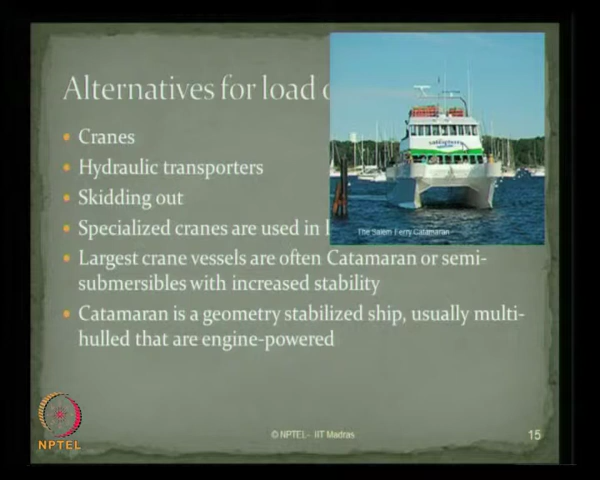 Alternatives for load
Cranes
Hydraulic transporters
Skidding out
Specialized cranes are used in
Largest crane vessels are often Catamaran or semi-
submersibles with increased stability
Catamaran is a geometry stabilized ship, usually multi-
hulled that are engine-powered
The Salem Ferry Catamaran
NPTEL
© NPTEL - IIT Madras
15